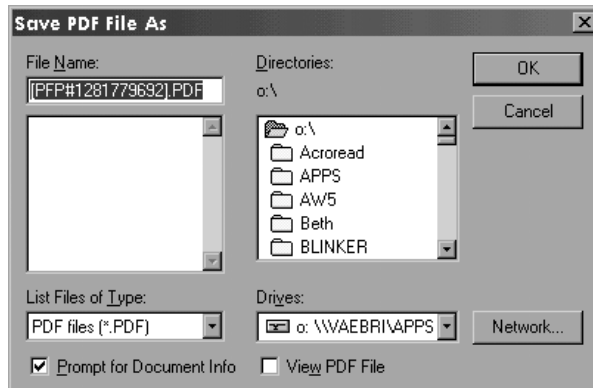 Save PDF File As
File Name:
[PFP#1281779692].PDF
Directories:
o:\
o:\
Acroread
APPS
AW5
Beth
BLINKER
OK
Cancel
List Files of Type:
PDF files (*.PDF)
Drives:
o: \\VAEBRI\APPS
Network...
Prompt for Document Info
View PDF File